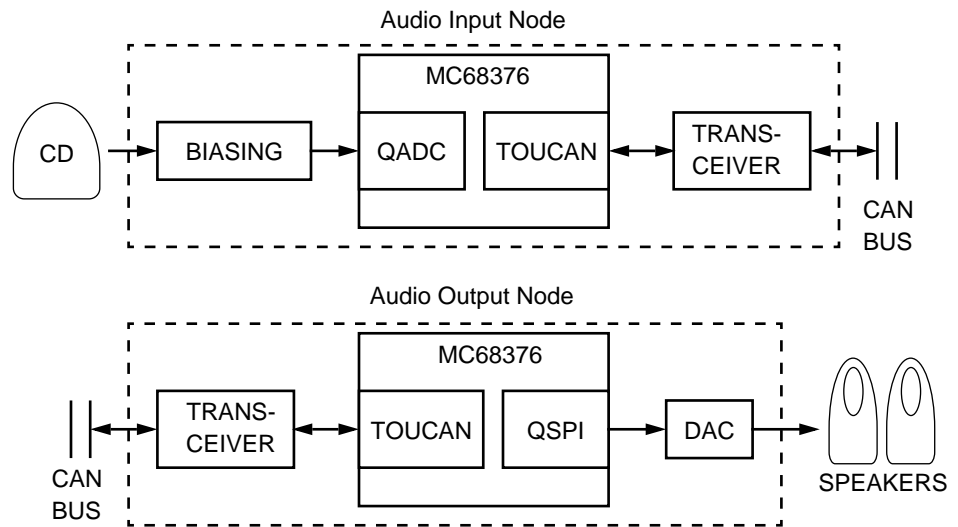 Audio Input Node
MC68376
CD
BIASING
QADC
TOUCAN
TRANS-
CEIVER
CAN
BUS
Audio Output Node
MC68376
TRANS-
CEIVER
TOUCAN
QSPI
DAC
CAN
BUS
SPEAKERS